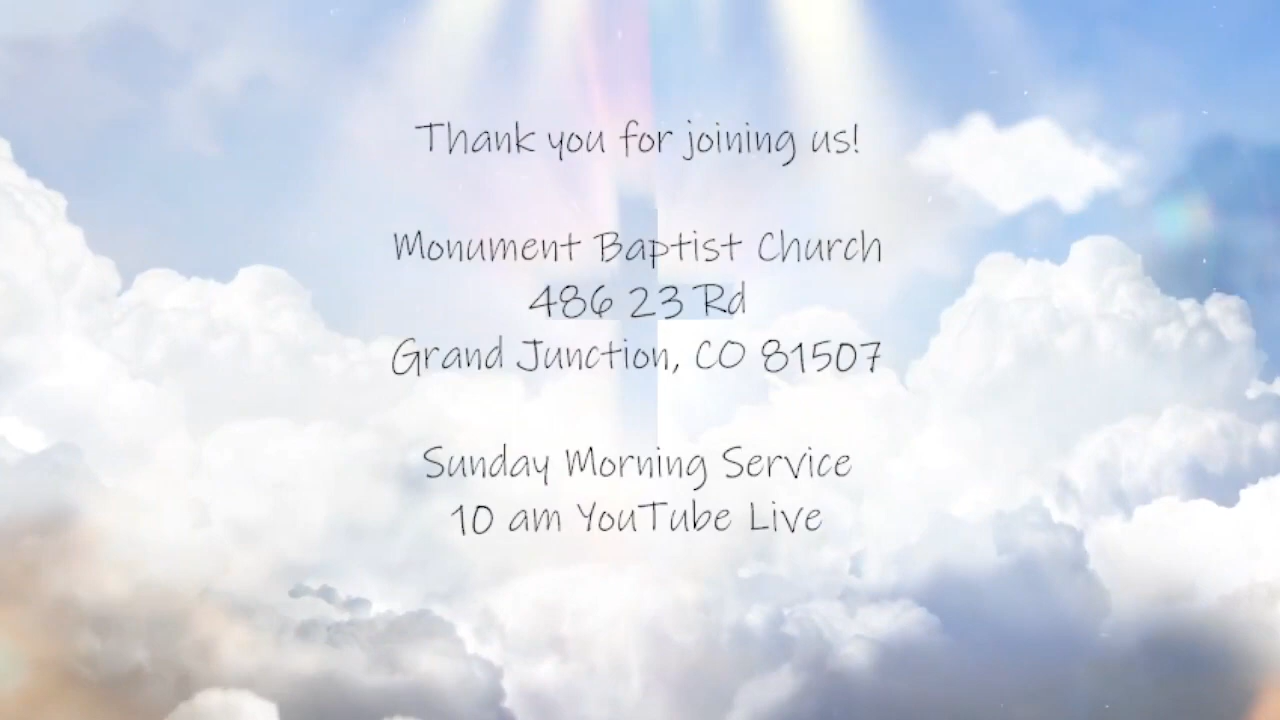 Thank you for joining us!
Monument Baptist Church
486 23 Rd
Grand Junction, CO 81507
Sunday Morning Service
10 am YouTube Live